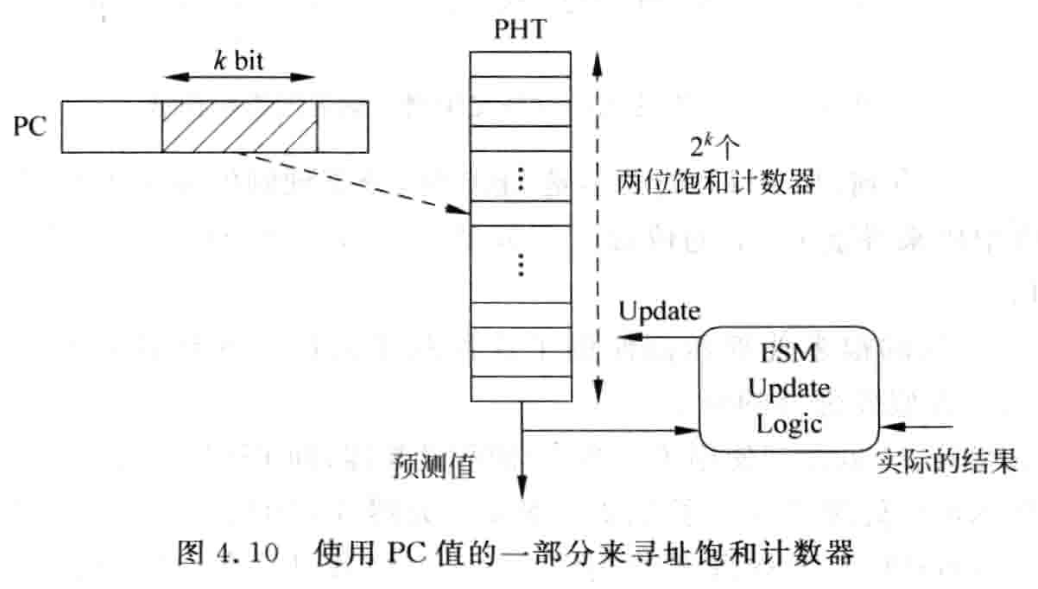 PHT
k bit
PC
2^k个
两位饱和计数器
Update
FSM
Update
Logic
预测值
实际的结果
图 4.10 使用 PC 值的一部分来寻址饱和计数器